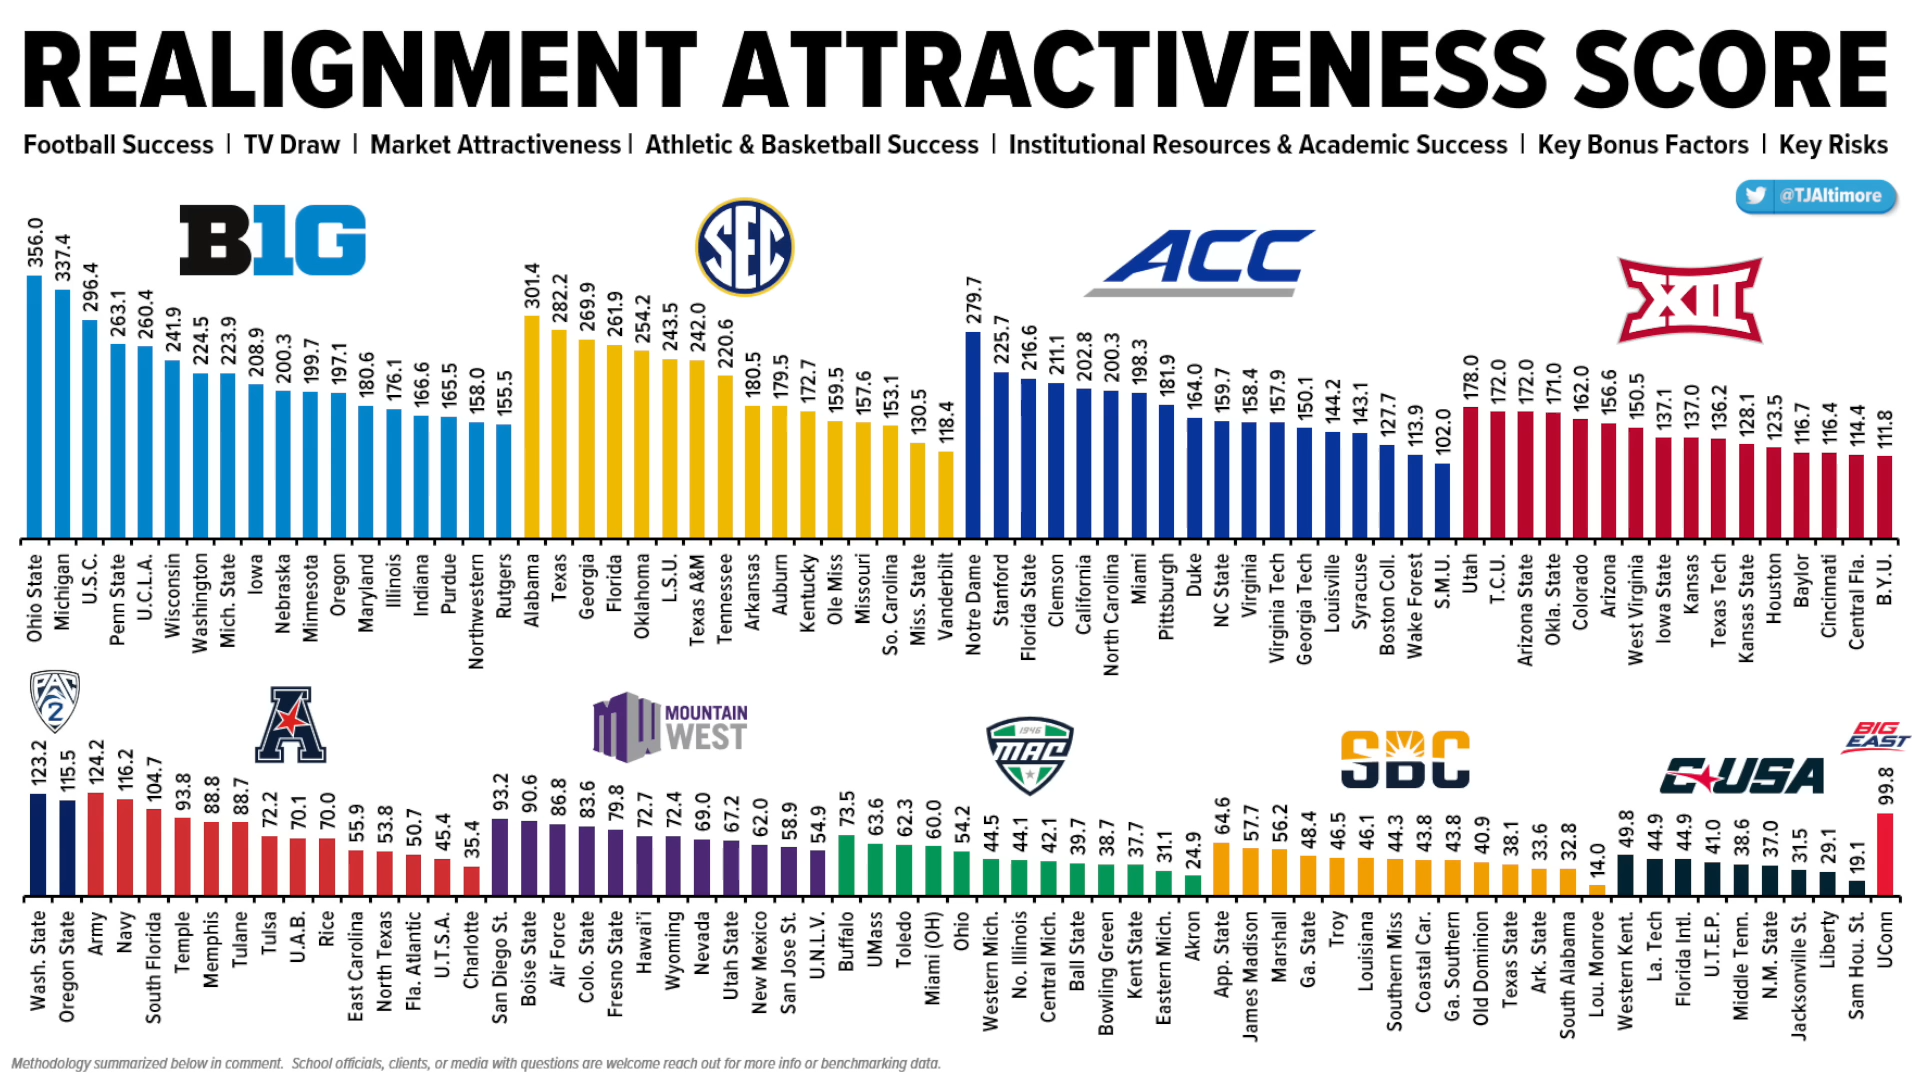 REALIGNMENT ATTRACTIVENESS SCORE
Football Success | TV Draw | Market Attractiveness | Athletic & Basketball Success | Institutional Resources & Academic Success | Key Bonus Factors | Key Risks
@TJAltimore
B1G
SEC
ACC
XII
356.0 337.4 296.4 263.1 260.4 241.9 224.5 223.9 208.9 200.3 199.7 197.1 180.6 176.1 166.6 165.5 158.0 155.5 301.4 282.2 269.9 261.9 254.2 243.5 242.0 220.6 180.5 179.5 172.7 159.5 157.6 153.1 130.5 118.4 279.7 225.7 216.6 211.1 202.8 200.3 198.3 181.9 164.0 159.7 158.4 157.9 150.1 144.2 143.1 127.7 113.9 102.0 178.0 172.0 172.0 171.0 162.0 156.6 150.5 137.1 137.0 136.2 128.1 123.5 116.7 116.4 114.4 111.8
Ohio State Michigan U.S.C. Penn State U.C.L.A. Wisconsin Washington Mich. State Iowa Nebraska Minnesota Oregon Maryland Illinois Indiana Purdue Northwestern Rutgers Alabama Texas Georgia Florida Oklahoma L.S.U. Texas A&M Tennessee Arkansas Auburn Kentucky Ole Miss Missouri So. Carolina Miss. State Vanderbilt Notre Dame Stanford Florida State Clemson California North Carolina Miami Pittsburgh Duke NC State Virginia Virginia Tech Georgia Tech Louisville Syracuse Boston Coll. Wake Forest S.M.U. Utah T.C.U. Arizona State Okla. State Colorado Arizona West Virginia Iowa State Kansas Texas Tech Kansas State Houston Baylor Cincinnati Central Fla. B.Y.U.
PAC
2
A
MW MOUNTAIN
WEST
1946
MAC
SBC
C USA
BIG
EAST
123.2 115.5 124.2 116.2 104.7 93.8 88.8 88.7 72.2 70.1 70.0 55.9 53.8 50.7 45.4 35.4 93.2 90.6 86.8 83.6 79.8 72.7 72.4 69.0 67.2 62.0 58.9 54.9 73.5 63.6 62.3 60.0 54.2 44.5 44.1 42.1 39.7 38.7 37.7 31.1 24.9 64.6 57.7 56.2 48.4 46.5 46.1 44.3 43.8 43.8 40.9 38.1 33.6 32.8 14.0 49.8 44.9 44.9 41.0 38.6 37.0 31.5 29.1 19.1 99.8
Wash. State Oregon State Army Navy South Florida Temple Memphis Tulane Tulsa U.A.B. Rice East Carolina North Texas Fla. Atlantic U.T.S.A. Charlotte San Diego St. Boise State Air Force Colo. State Fresno State Hawai'i Wyoming Nevada Utah State New Mexico San Jose St. U.N.L.V. Buffalo UMass Toledo Miami (OH) Ohio Western Mich. No. Illinois Central Mich. Ball State Bowling Green Kent State Eastern Mich. Akron App. State James Madison Marshall Ga. State Troy Louisiana Southern Miss Coastal Car. Ga. Southern Old Dominion Texas State Ark. State South Alabama Lou. Monroe Western Kent. La. Tech Florida Intl. U.T.E.P. Middle Tenn. N.M. State Jacksonville St. Liberty Sam Hou. St. UConn
Methodology summarized below in comment. School officials, clients, or media with questions are welcome reach out for more info or benchmarking data.